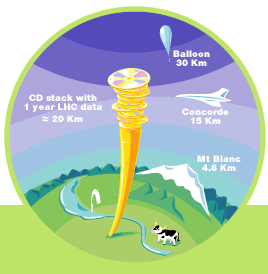 Balloon
30 Km
CD stack with
1 year LHC data
≈ 20 Km
Concorde
15 Km
Mt Blanc
4.8 Km